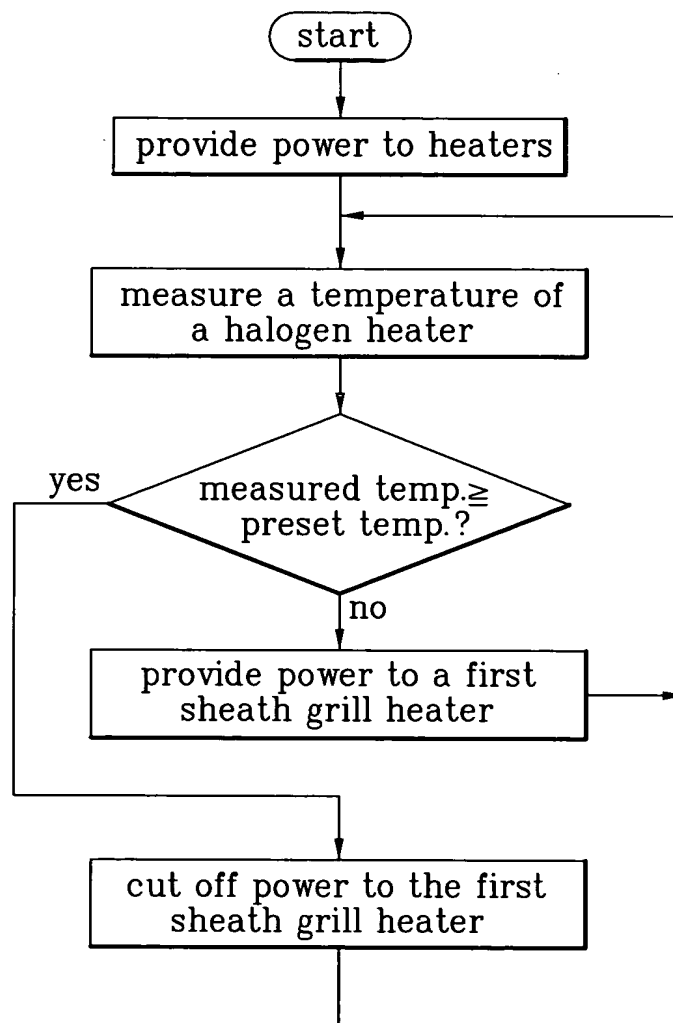 start
provide power to heaters
measure a temperature of
a halogen heater
yes
measured temp.≧
preset temp.?
no
provide power to a first
sheath grill heater
cut off power to the first
sheath grill heater